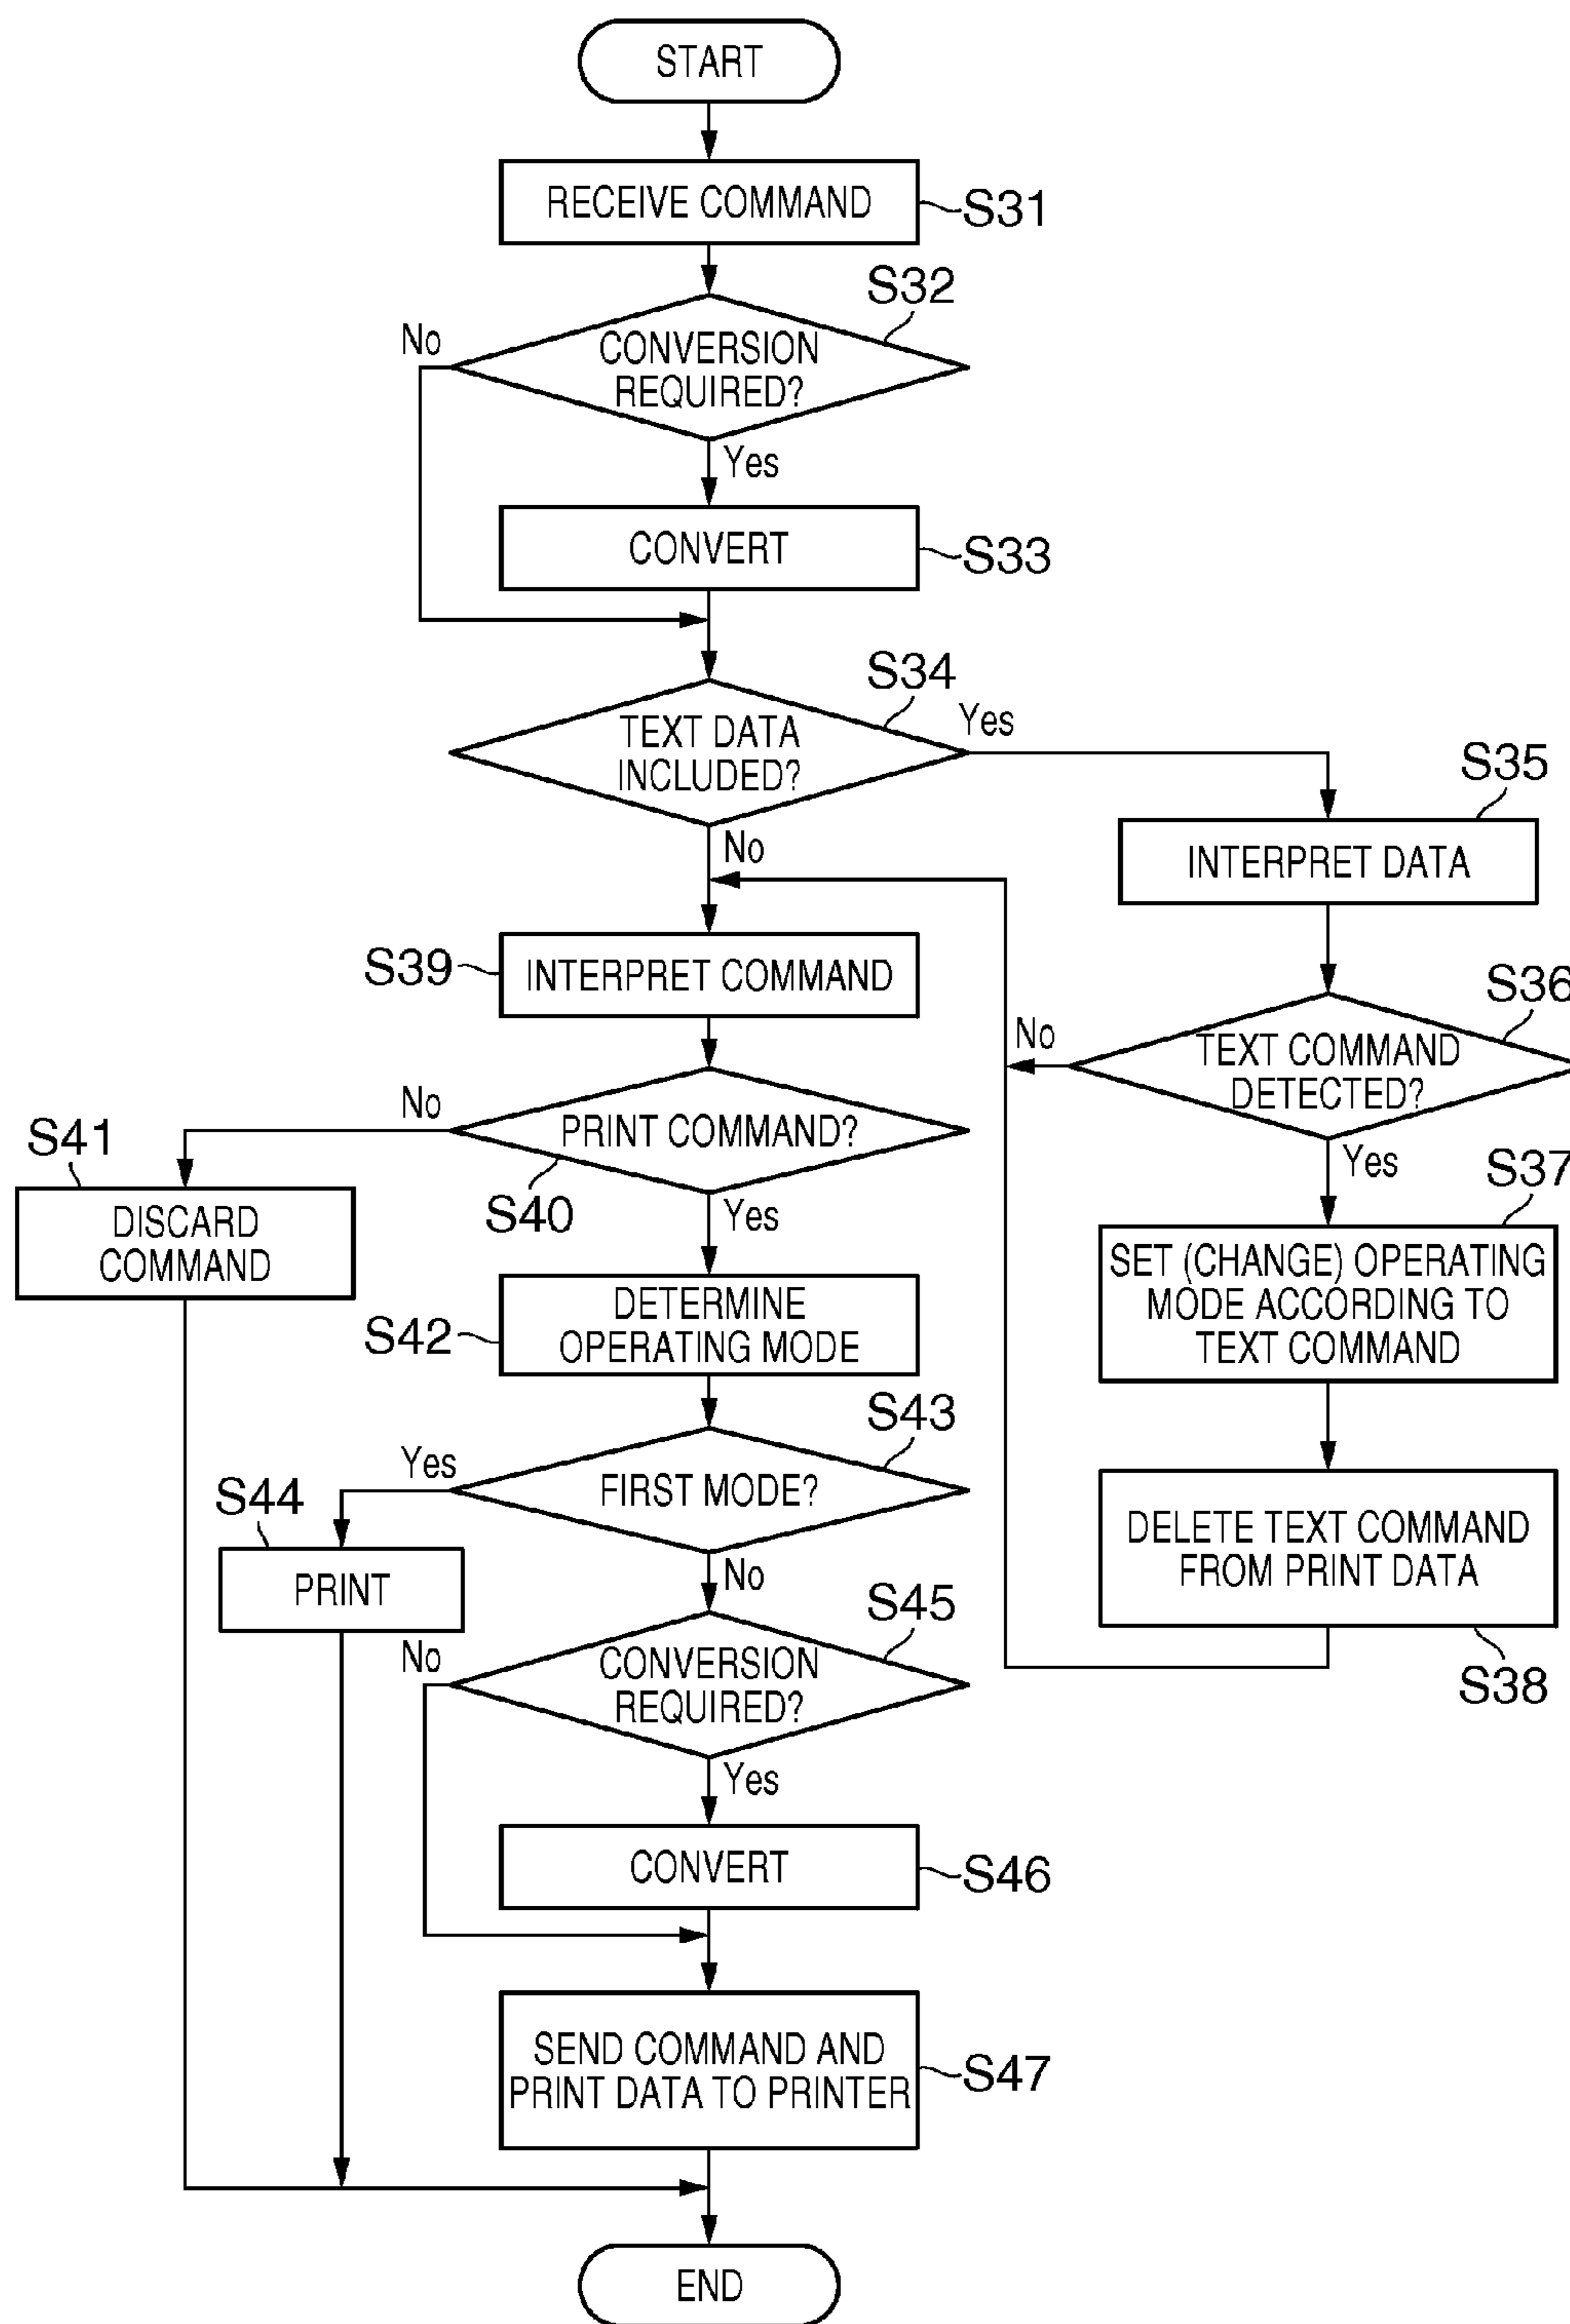 START
RECEIVE COMMAND
S31
S32
No
CONVERSION
REQUIRED?
Yes
CONVERT
S33
S34
TEXT DATA
INCLUDED?
Yes
No
S35
INTERPRET DATA
S39
INTERPRET COMMAND
S36
No
TEXT COMMAND
DETECTED?
Yes
S41
No
PRINT COMMAND?
S40
Yes
DISCARD
COMMAND
S37
SET (CHANGE) OPERATING
MODE ACCORDING TO
TEXT COMMAND
S42
DETERMINE
OPERATING MODE
S43
Yes
FIRST MODE?
No
S44
PRINT
DELETE TEXT COMMAND
FROM PRINT DATA
S38
S45
No
CONVERSION
REQUIRED?
Yes
CONVERT
S46
SEND COMMAND AND
PRINT DATA TO PRINTER
S47
END